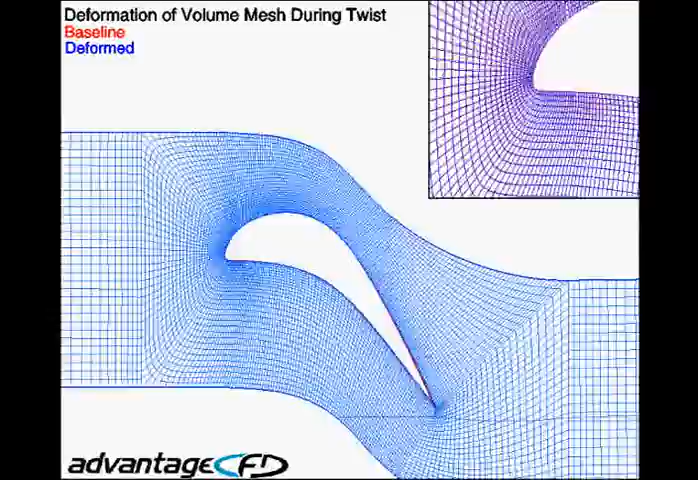 Deformation of Volume Mesh During Twist
Baseline
Deformed
advantageCFD